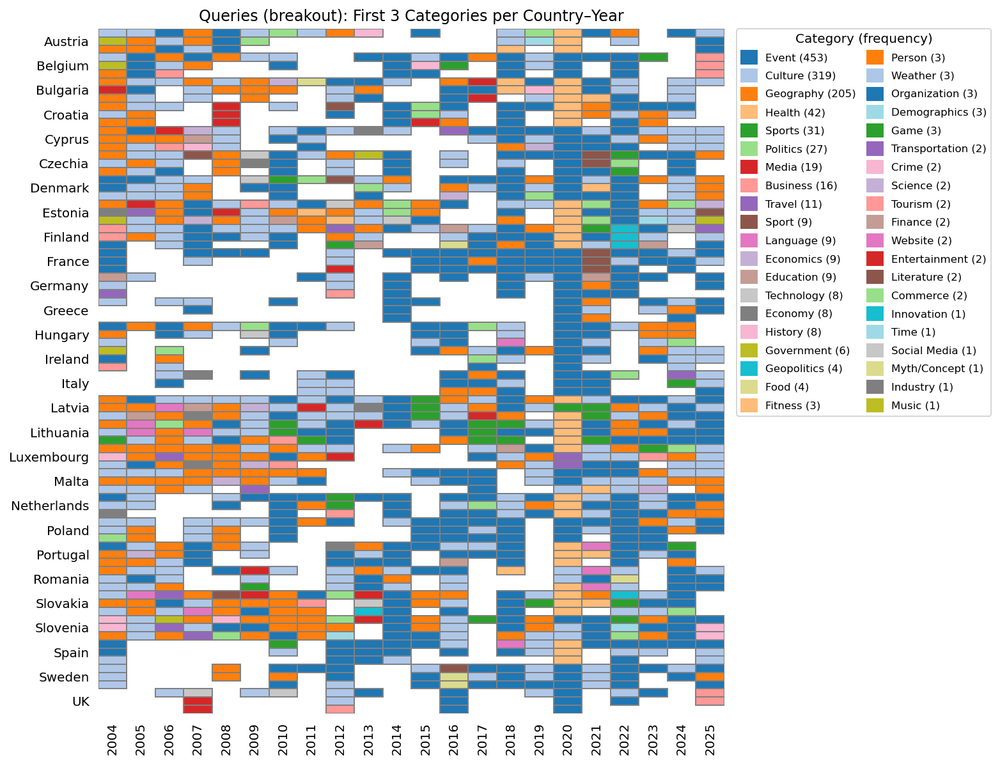 Queries (breakout): First 3 Categories per Country–Year
Austria
Belgium
Bulgaria
Croatia
Cyprus
Czechia
Denmark
Estonia
Finland
France
Germany
Greece
Hungary
Ireland
Italy
Latvia
Lithuania
Luxembourg
Malta
Netherlands
Poland
Portugal
Romania
Slovakia
Slovenia
Spain
Sweden
UK
2004
2005
2006
2007
2008
2009
2010
2011
2012
2013
2014
2015
2016
2017
2018
2019
2020
2021
2022
2023
2024
2025
Category (frequency)
Event (453)
Culture (319)
Geography (205)
Health (42)
Sports (31)
Politics (27)
Media (19)
Business (16)
Travel (11)
Sport (9)
Language (9)
Economics (9)
Education (9)
Technology (8)
Economy (8)
History (8)
Government (6)
Geopolitics (4)
Food (4)
Fitness (3)
Person (3)
Weather (3)
Organization (3)
Demographics (3)
Game (3)
Transportation (2)
Crime (2)
Science (2)
Tourism (2)
Finance (2)
Website (2)
Entertainment (2)
Literature (2)
Commerce (2)
Innovation (1)
Time (1)
Social Media (1)
Myth/Concept (1)
Industry (1)
Music (1)